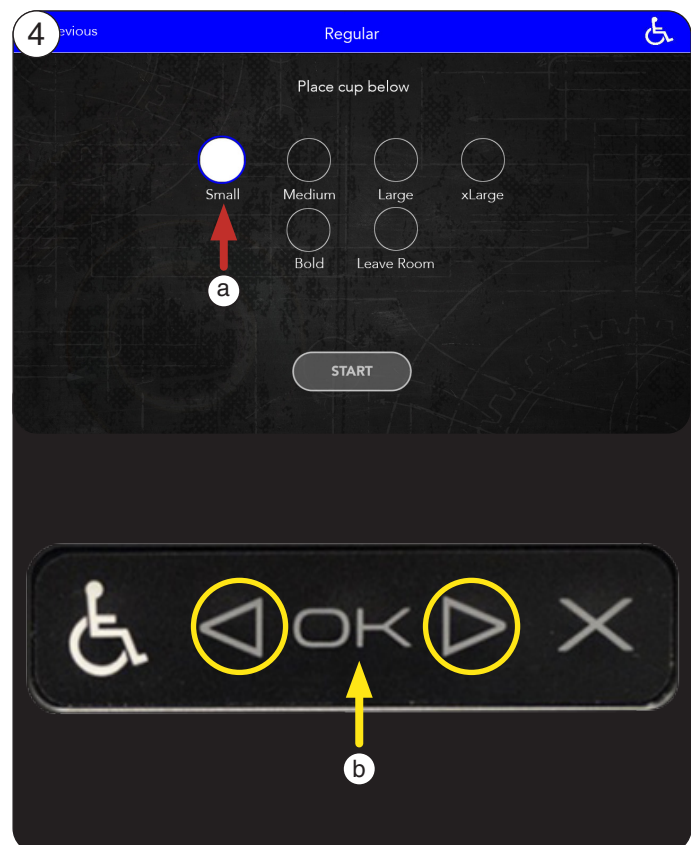 4
evious
Regular
Place cup below
Small
Medium
Large
xLarge
a
Bold
Leave Room
START
OK
b